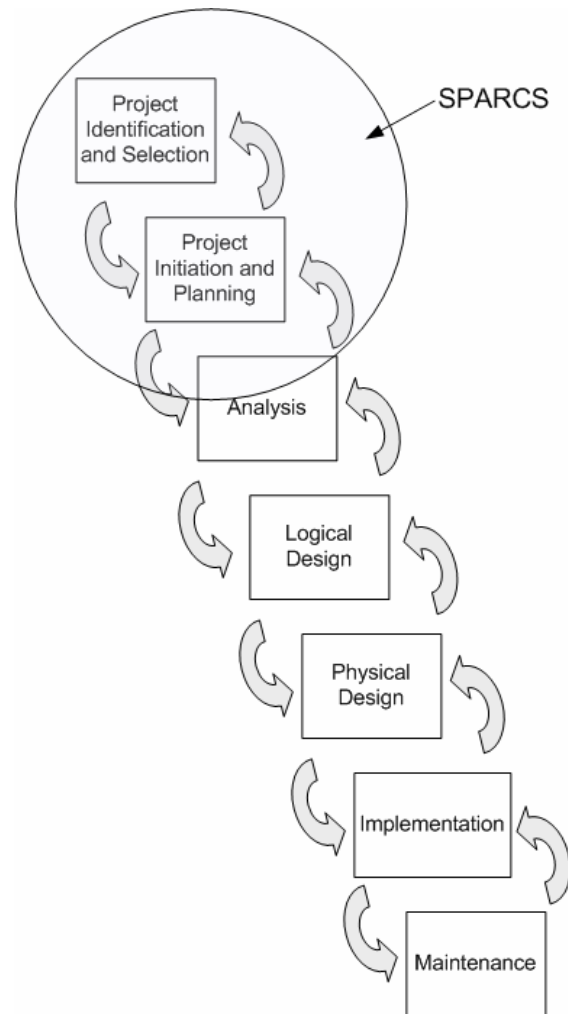 SPARCS
Project
Identification
and Selection
Project
Initiation and
Planning
Analysis
Logical
Design
Physical
Design
Implementation
Maintenance